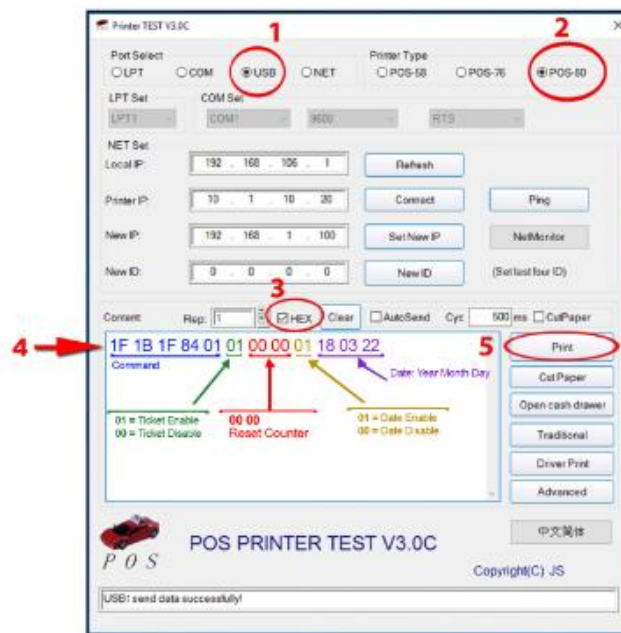 Printer TEST V3.0C
1
2
Port Select
LPT COM USB NET
Printer Type
POS-58 POS-76 POS-80
LPT Set
COM Set
LPT1 COM1 9600 RTS
NET Set
Local IP: 192 . 168 . 106 . 1 Refresh
Printer IP: 10 . 1 . 10 . 20 Connect Ping
New IP: 192 . 168 . 1 . 100 Set New IP NetMonitor
New ID: 0 . 0 . 0 . 0 New ID (Set last four ID)
3
Content: Rep: 1 HEX Clear AutoSend Cyc 500 ms CutPaper
4
1F 1B 1F 84 01 01 00 00 01 18 03 22
5
Print
Command
Date: Year Month Day
Cut Paper
Open cash drawer
01 = Ticket Enable
00 = Ticket Disable
00 00
Reset Counter
01 = Date Enable
00 = Date Disable
Traditional
Driver Print
Advanced
中文简体
POS
POS PRINTER TEST V3.0C
Copyright(C) JS
USB: send data successfully!